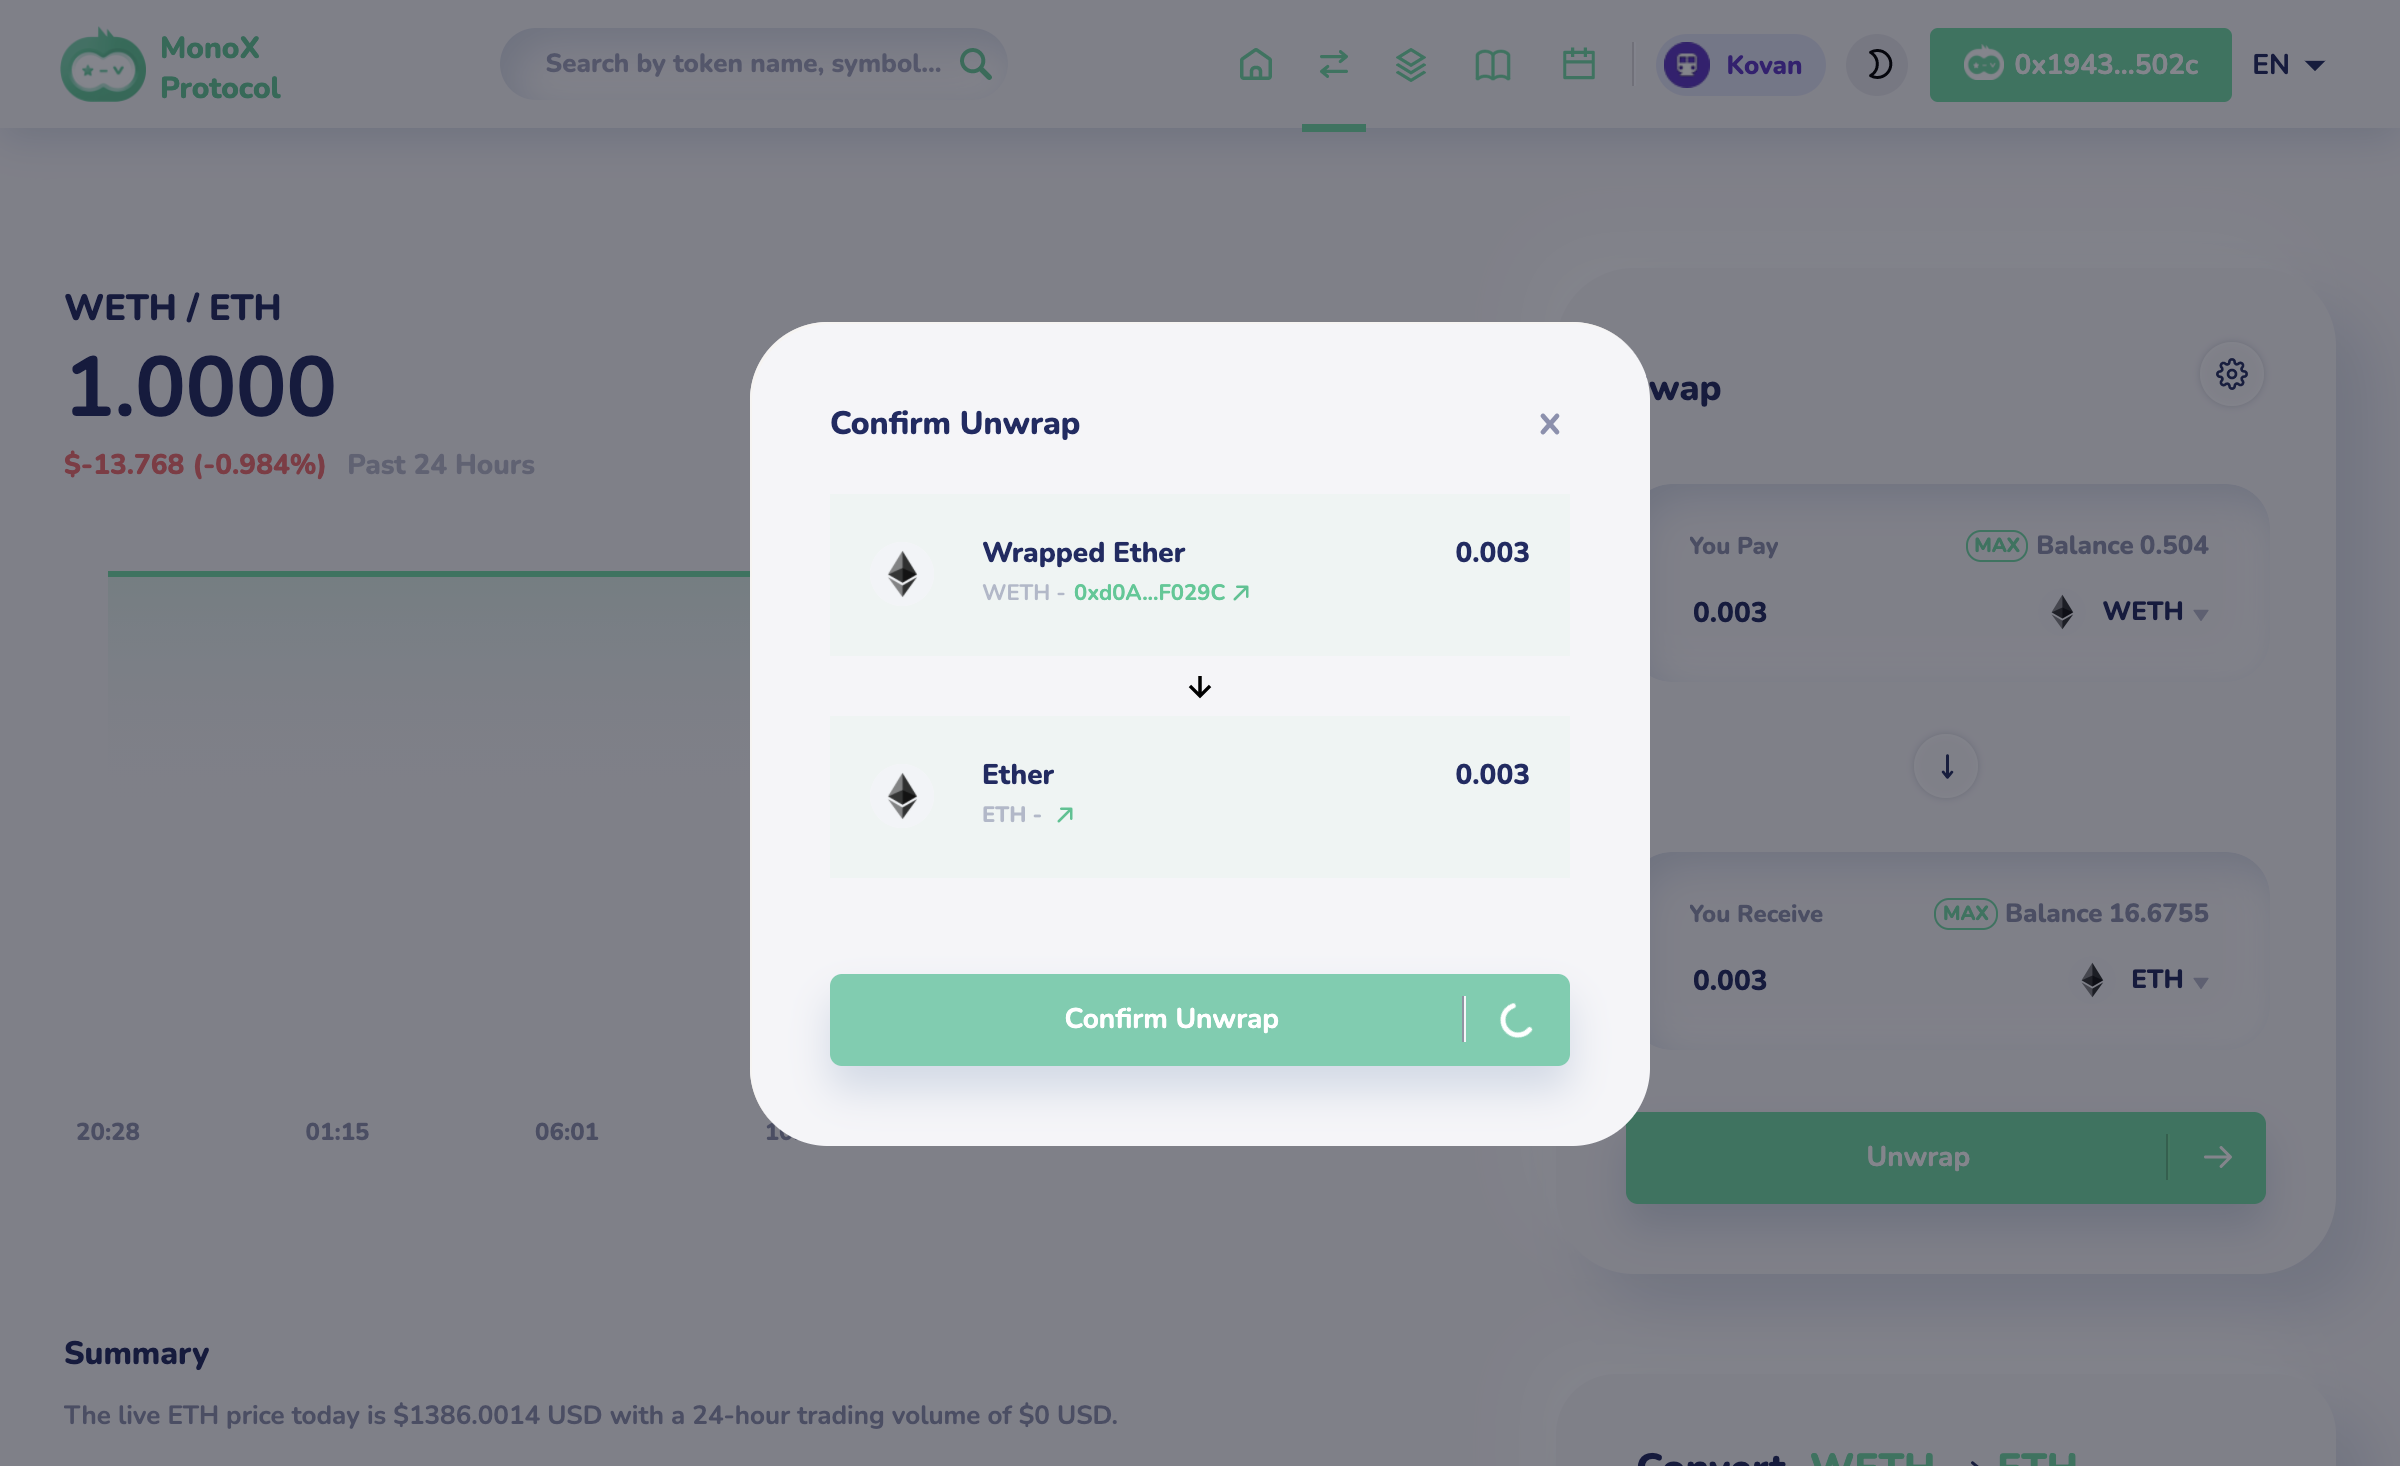 MonoX
Protocol
Search by token name, symbol...
Kovan
0x1943...502c
EN
WETH / ETH
1.0000
$-13.768 (-0.984%) Past 24 Hours
20:28
01:15
06:01
Confirm Unwrap
Wrapped Ether
0.003
WETH - 0xd0A...F029C
Ether
0.003
ETH -
Confirm Unwrap
wap
You Pay
MAX Balance 0.504
0.003
WETH
You Receive
MAX Balance 16.6755
0.003
ETH
Unwrap
Summary
The live ETH price today is $1386.0014 USD with a 24-hour trading volume of $0 USD.
Convert WETH → ETH